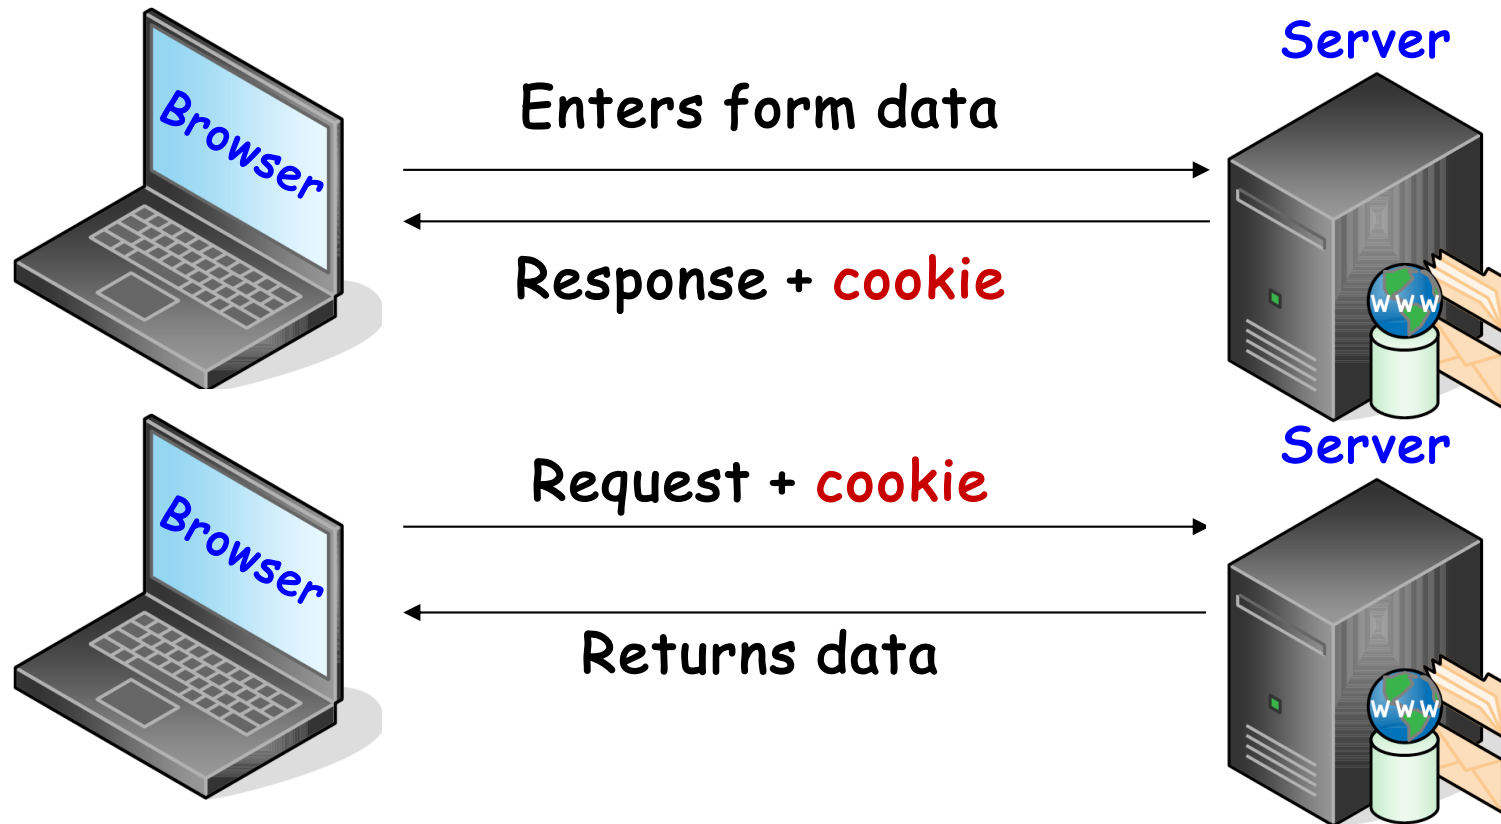 Server
Browser
Enters form data
WWW
Response + cookie
Server
Browser
Request + cookie
WWW
Returns data